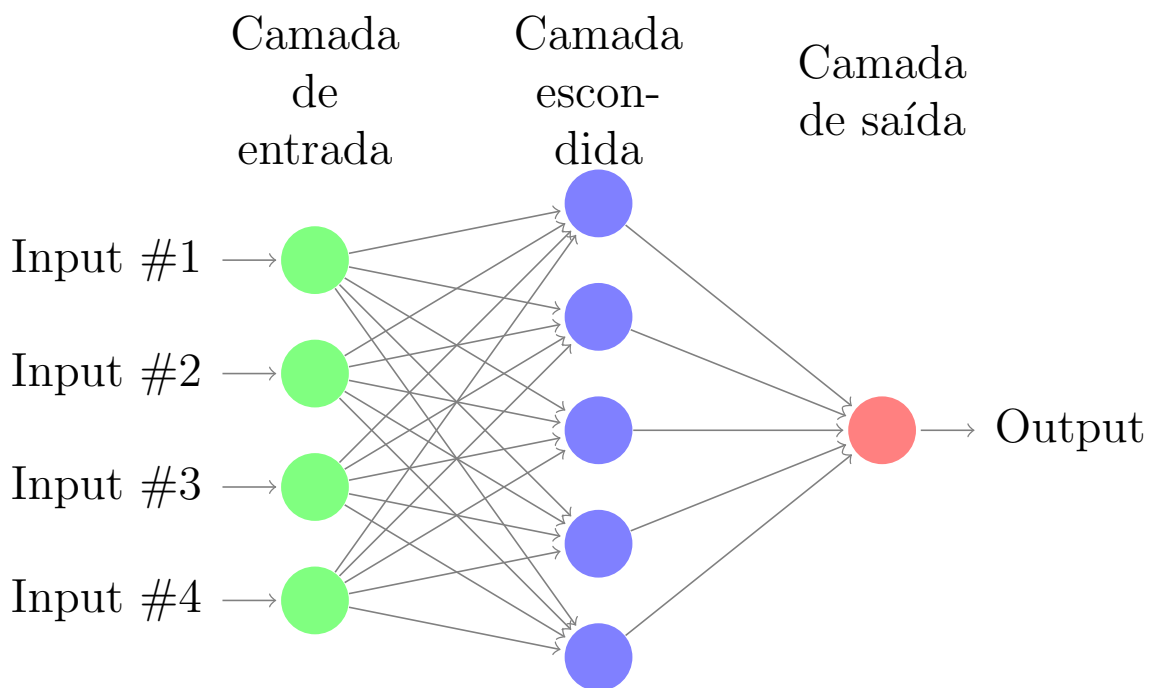 Camada
de
entrada
Camada
escon-
dida
Camada
de saída
Input #1
Input #2
Input #3
Input #4
Output